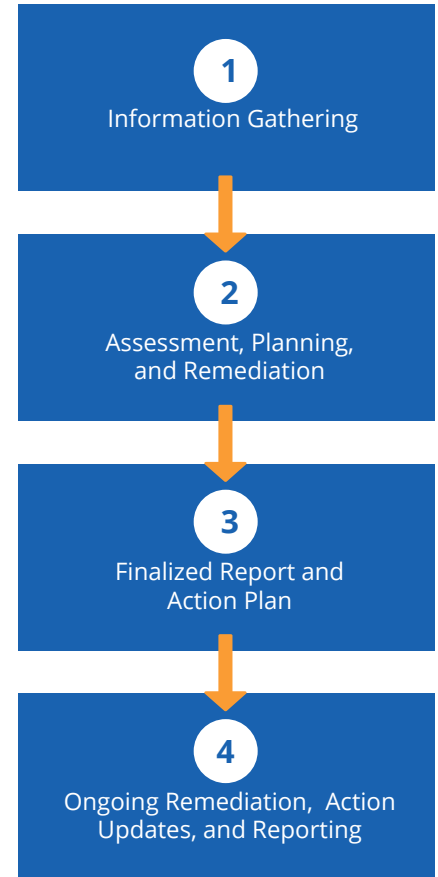 1
Information Gathering
2
Assessment, Planning,
and Remediation
3
Finalized Report and
Action Plan
4
Ongoing Remediation,  Action
Updates, and Reporting